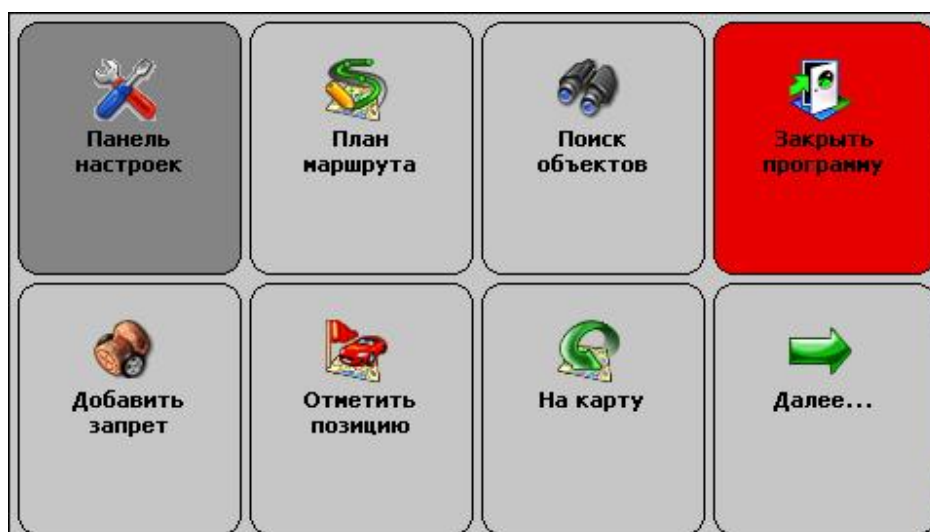 Панель
настроек
План
маршрута
Поиск
объектов
Закрыть
программу
Добавить
запрет
Отметить
позицию
На карту
Далее...